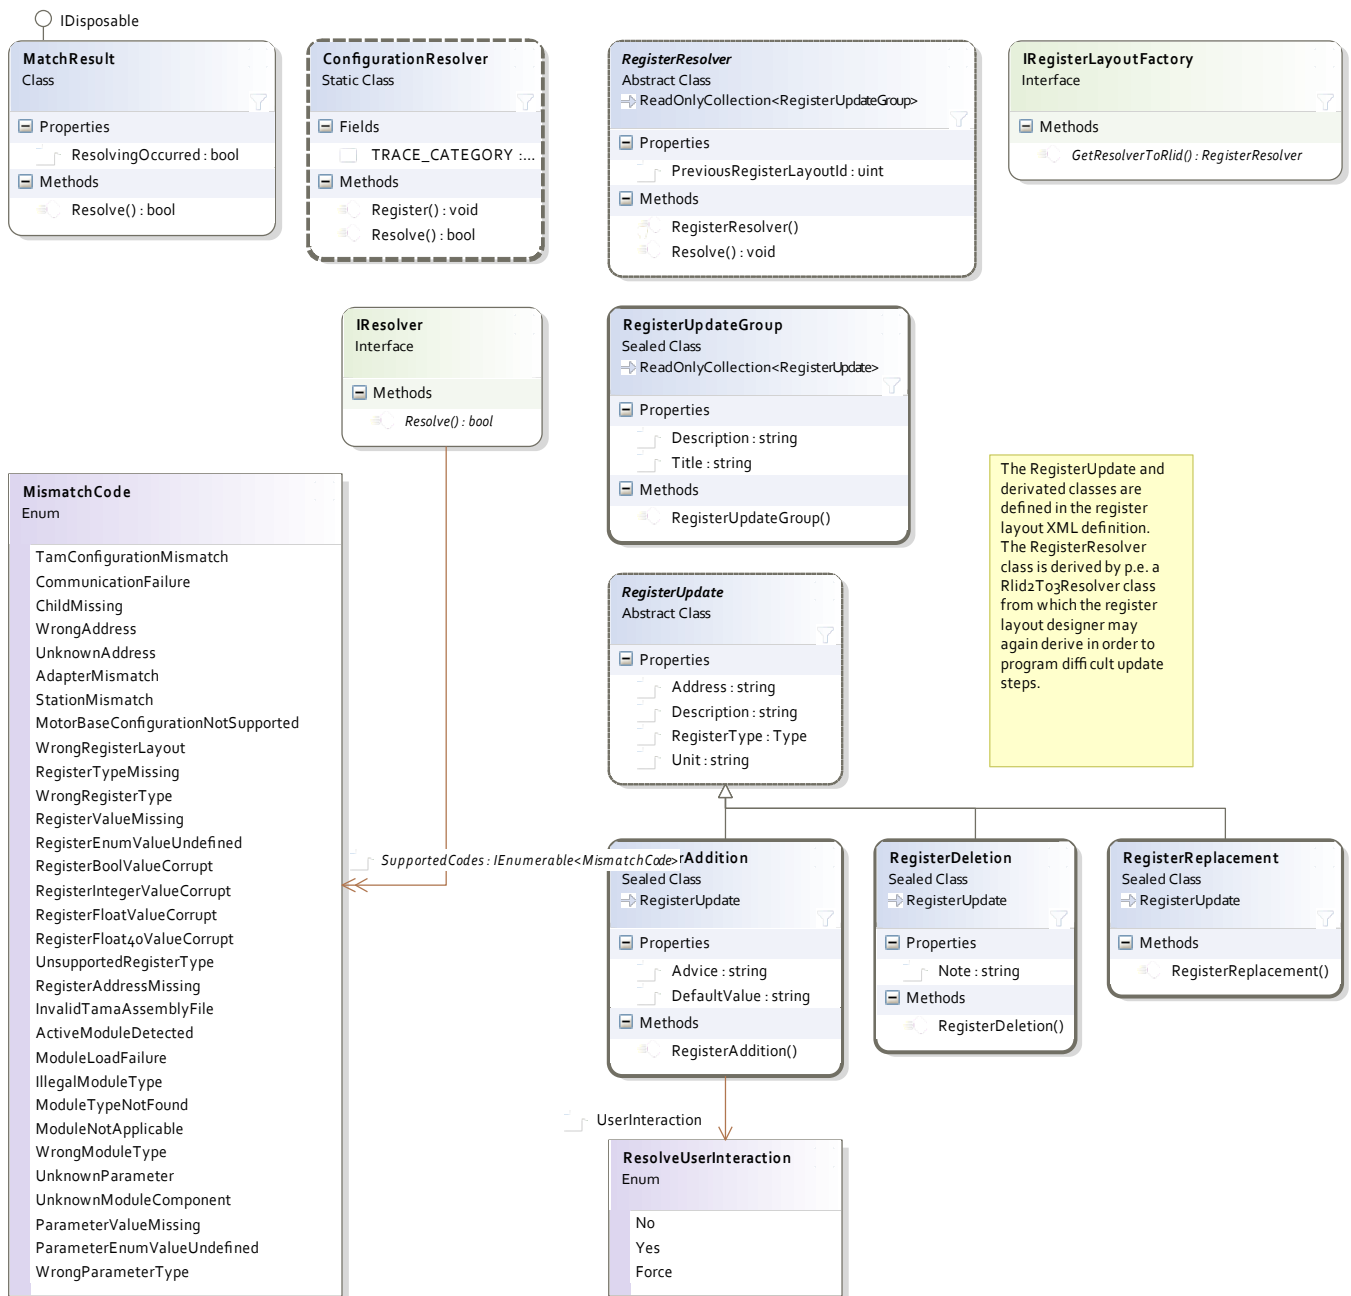 IDisposable
MatchResult
Class
Properties
ResolvingOccurred : bool
Methods
Resolve() : bool
ConfigurationResolver
Static Class
Fields
TRACE_CATEGORY :...
Methods
Register() : void
Resolve() : bool
RegisterResolver
Abstract Class
ReadOnlyCollection<RegisterUpdateGroup>
Properties
PreviousRegisterLayoutId : uint
Methods
RegisterResolver()
Resolve() : void
IRegisterLayoutFactory
Interface
Methods
GetResolverToRlid() : RegisterResolver
IResolver
Interface
Methods
Resolve() : bool
RegisterUpdateGroup
Sealed Class
ReadOnlyCollection<RegisterUpdate>
Properties
Description : string
Title : string
Methods
RegisterUpdateGroup()
The RegisterUpdate and
derivated classes are
defined in the register
layout XML definition.
The RegisterResolver
class is derived by p.e. a
Rlid2To3Resolver class
from which the register
layout designer may
again derive in order to
program difficult update
steps.
MismatchCode
Enum
TamConfigurationMismatch
CommunicationFailure
ChildMissing
WrongAddress
UnknownAddress
AdapterMismatch
StationMismatch
MotorBaseConfigurationNotSupported
WrongRegisterLayout
RegisterTypeMissing
WrongRegisterType
RegisterValueMissing
RegisterEnumValueUndefined
RegisterBoolValueCorrupt
RegisterIntegerValueCorrupt
RegisterFloatValueCorrupt
RegisterFloat40ValueCorrupt
UnsupportedRegisterType
RegisterAddressMissing
InvalidTamaAssemblyFile
ActiveModuleDetected
ModuleLoadFailure
IllegalModuleType
ModuleTypeNotFound
ModuleNotApplicable
WrongModuleType
UnknownParameter
UnknownModuleComponent
ParameterValueMissing
ParameterEnumValueUndefined
WrongParameterType
RegisterUpdate
Abstract Class
Properties
Address : string
Description : string
RegisterType : Type
Unit : string
SupportedCodes : IEnumerable<MismatchCode>
rAddition
Sealed Class
RegisterUpdate
Properties
Advice : string
DefaultValue : string
Methods
RegisterAddition()
RegisterDeletion
Sealed Class
RegisterUpdate
Properties
Note : string
Methods
RegisterDeletion()
RegisterReplacement
Sealed Class
RegisterUpdate
Methods
RegisterReplacement()
UserInteraction
ResolveUserInteraction
Enum
No
Yes
Force